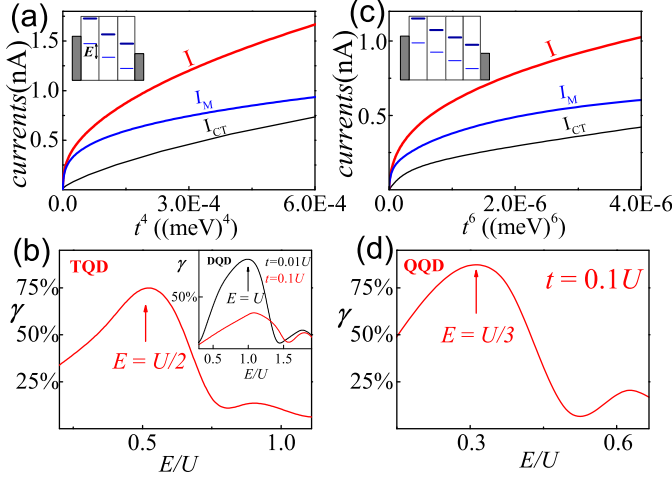 (a)
1.5
1.0
0.5
currents(nA)
E
I
I_M
I_CT
0.0
3.0E-4
6.0E-4
t^4 ((meV)^4)
(c)
1.0
0.5
currents(nA)
I
I_M
I_CT
0.0
2.0E-6
4.0E-6
t^6 ((meV)^6)
(b)
TQD
75%
50%
25%
γ
E = U/2
0.5
1.0
E/U
γ
DQD
t=0.01U
t=0.1U
50%
E = U
0.5
1.0
1.5
E/U
(d)
QQD
t = 0.1U
75%
50%
25%
γ
E = U/3
0.3
0.6
E/U